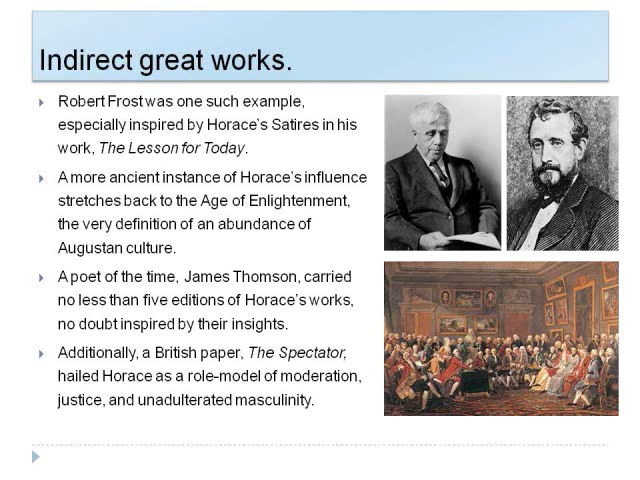 Indirect great works.
Robert Frost was one such example,
especially inspired by Horace's Satires in his
work, The Lesson for Today.
A more ancient instance of Horace's influence
stretches back to the Age of Enlightenment,
the very definition of an abundance of
Augustan culture.
A poet of the time, James Thomson, carried
no less than five editions of Horace's works,
no doubt inspired by their insights.
Additionally, a British paper, The Spectator,
hailed Horace as a role-model of moderation,
justice, and unadulterated masculinity.